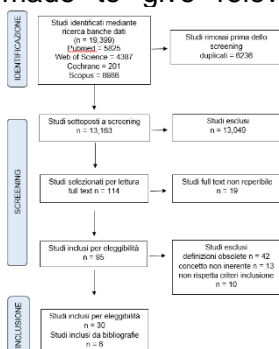 made to give relev
IDENTIFICAZIONE
Studi identificati mediante
ricerca banche dati
(n = 19,399)
Pubmed = 5825
Web of Science = 4387
Cochrane = 201
Scopus = 8986
Studi rimossi prima dello
screening
duplicati = 6236
SCREENING
Studi sottoposti a screening
n = 13,163
Studi esclusi
n = 13,049
Studi selezionati per lettura
full text n = 114
Studi full text non reperibile
n = 19
Studi inclusi per eleggibilità
n = 95
Studi esclusi
definizioni obsolete n = 42
concetto non inerente n = 13
non rispetta criteri inclusione
n = 10
INCLUSIONE
Studi inclusi per eleggibilità
n = 30
Studi inclusi da bibliografie
n = 8